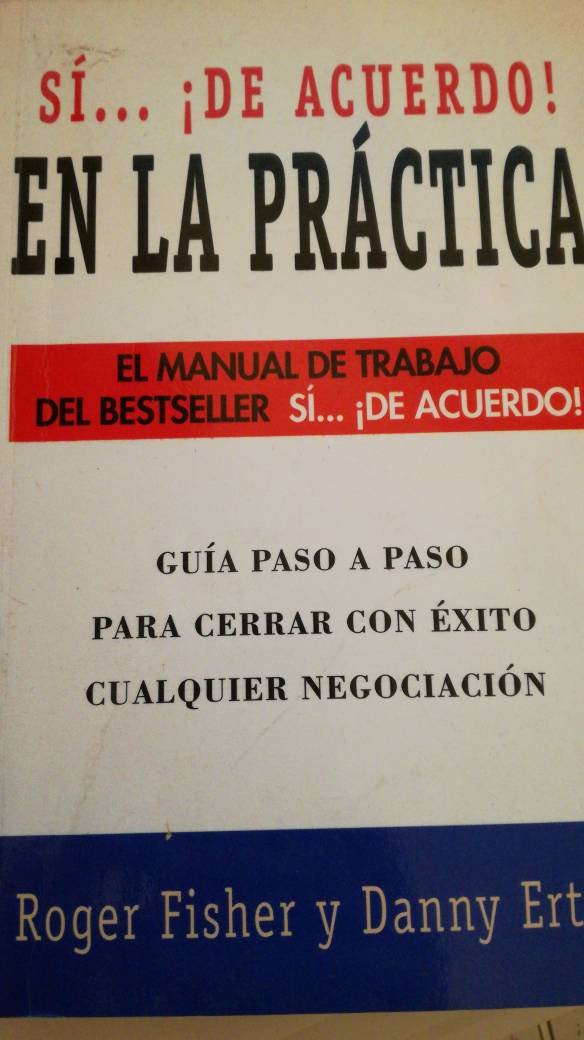 SÍ... ¡DE ACUERDO!
EN LA PRÁCTICA
EL MANUAL DE TRABAJO
DEL BESTSELLER SÍ... ¡DE ACUERDO!
GUÍA PASO A PASO
PARA CERRAR CON ÉXITO
CUALQUIER NEGOCIACIÓN
Roger Fisher y Danny Ert